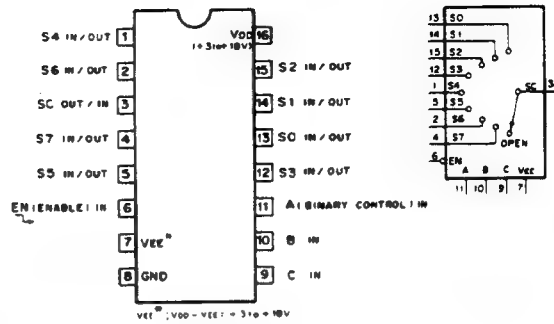 S4 IN/OUT 1
S6 IN/OUT 2
SC OUT/IN 3
S7 IN/OUT 4
S5 IN/OUT 5
EN (ENABLE) IN 6
7 VEE*
8 GND
VDD 16
(+3 to +18V)
15 S2 IN/OUT
14 S1 IN/OUT
13 S0 IN/OUT
12 S3 IN/OUT
11 A (BINARY CONTROL) IN
10 B IN
9 C IN
VEE*; VDD - VEE: +3 to +18V
13 S0
14 S1
15 S2
12 S3
1 S4
5 S5
2 S6
4 S7
SC 3
OPEN
6 EN
A B C VEE
11 10 9 7